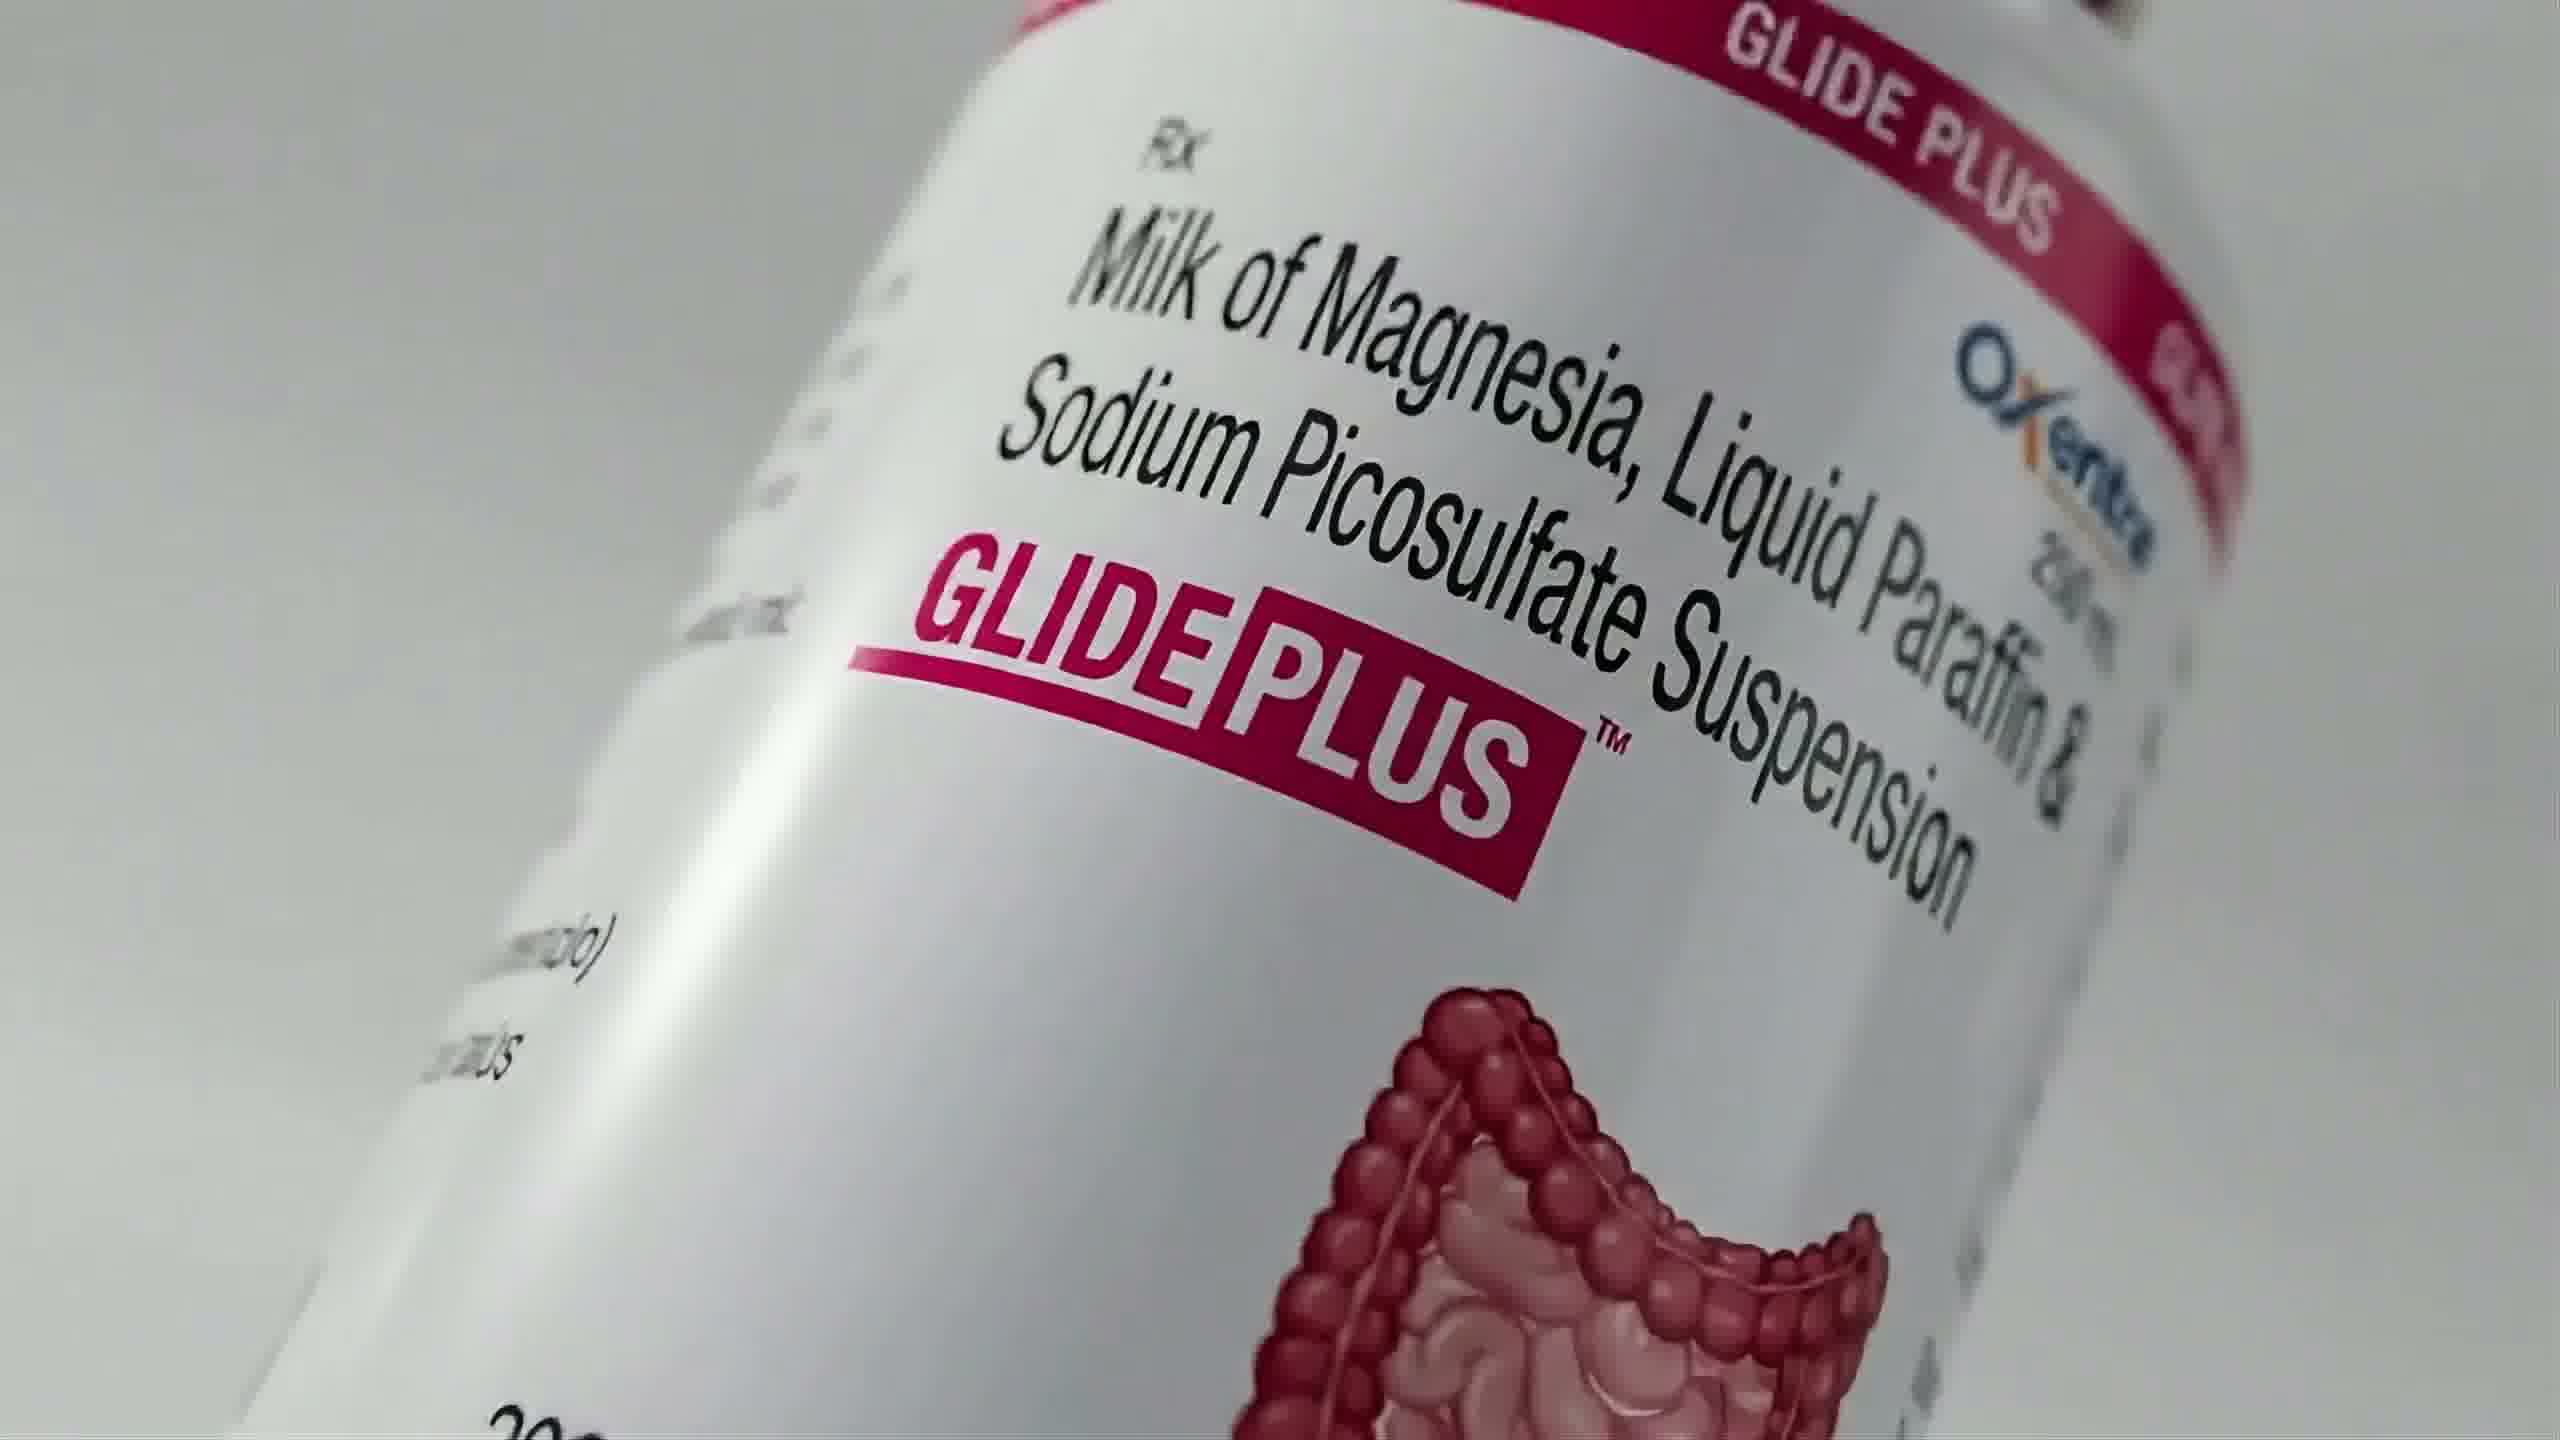 GLIDE PLUS
Rx
Oxentra
Milk of Magnesia, Liquid Paraffin &
Sodium Picosulfate Suspension
GLIDE PLUS™